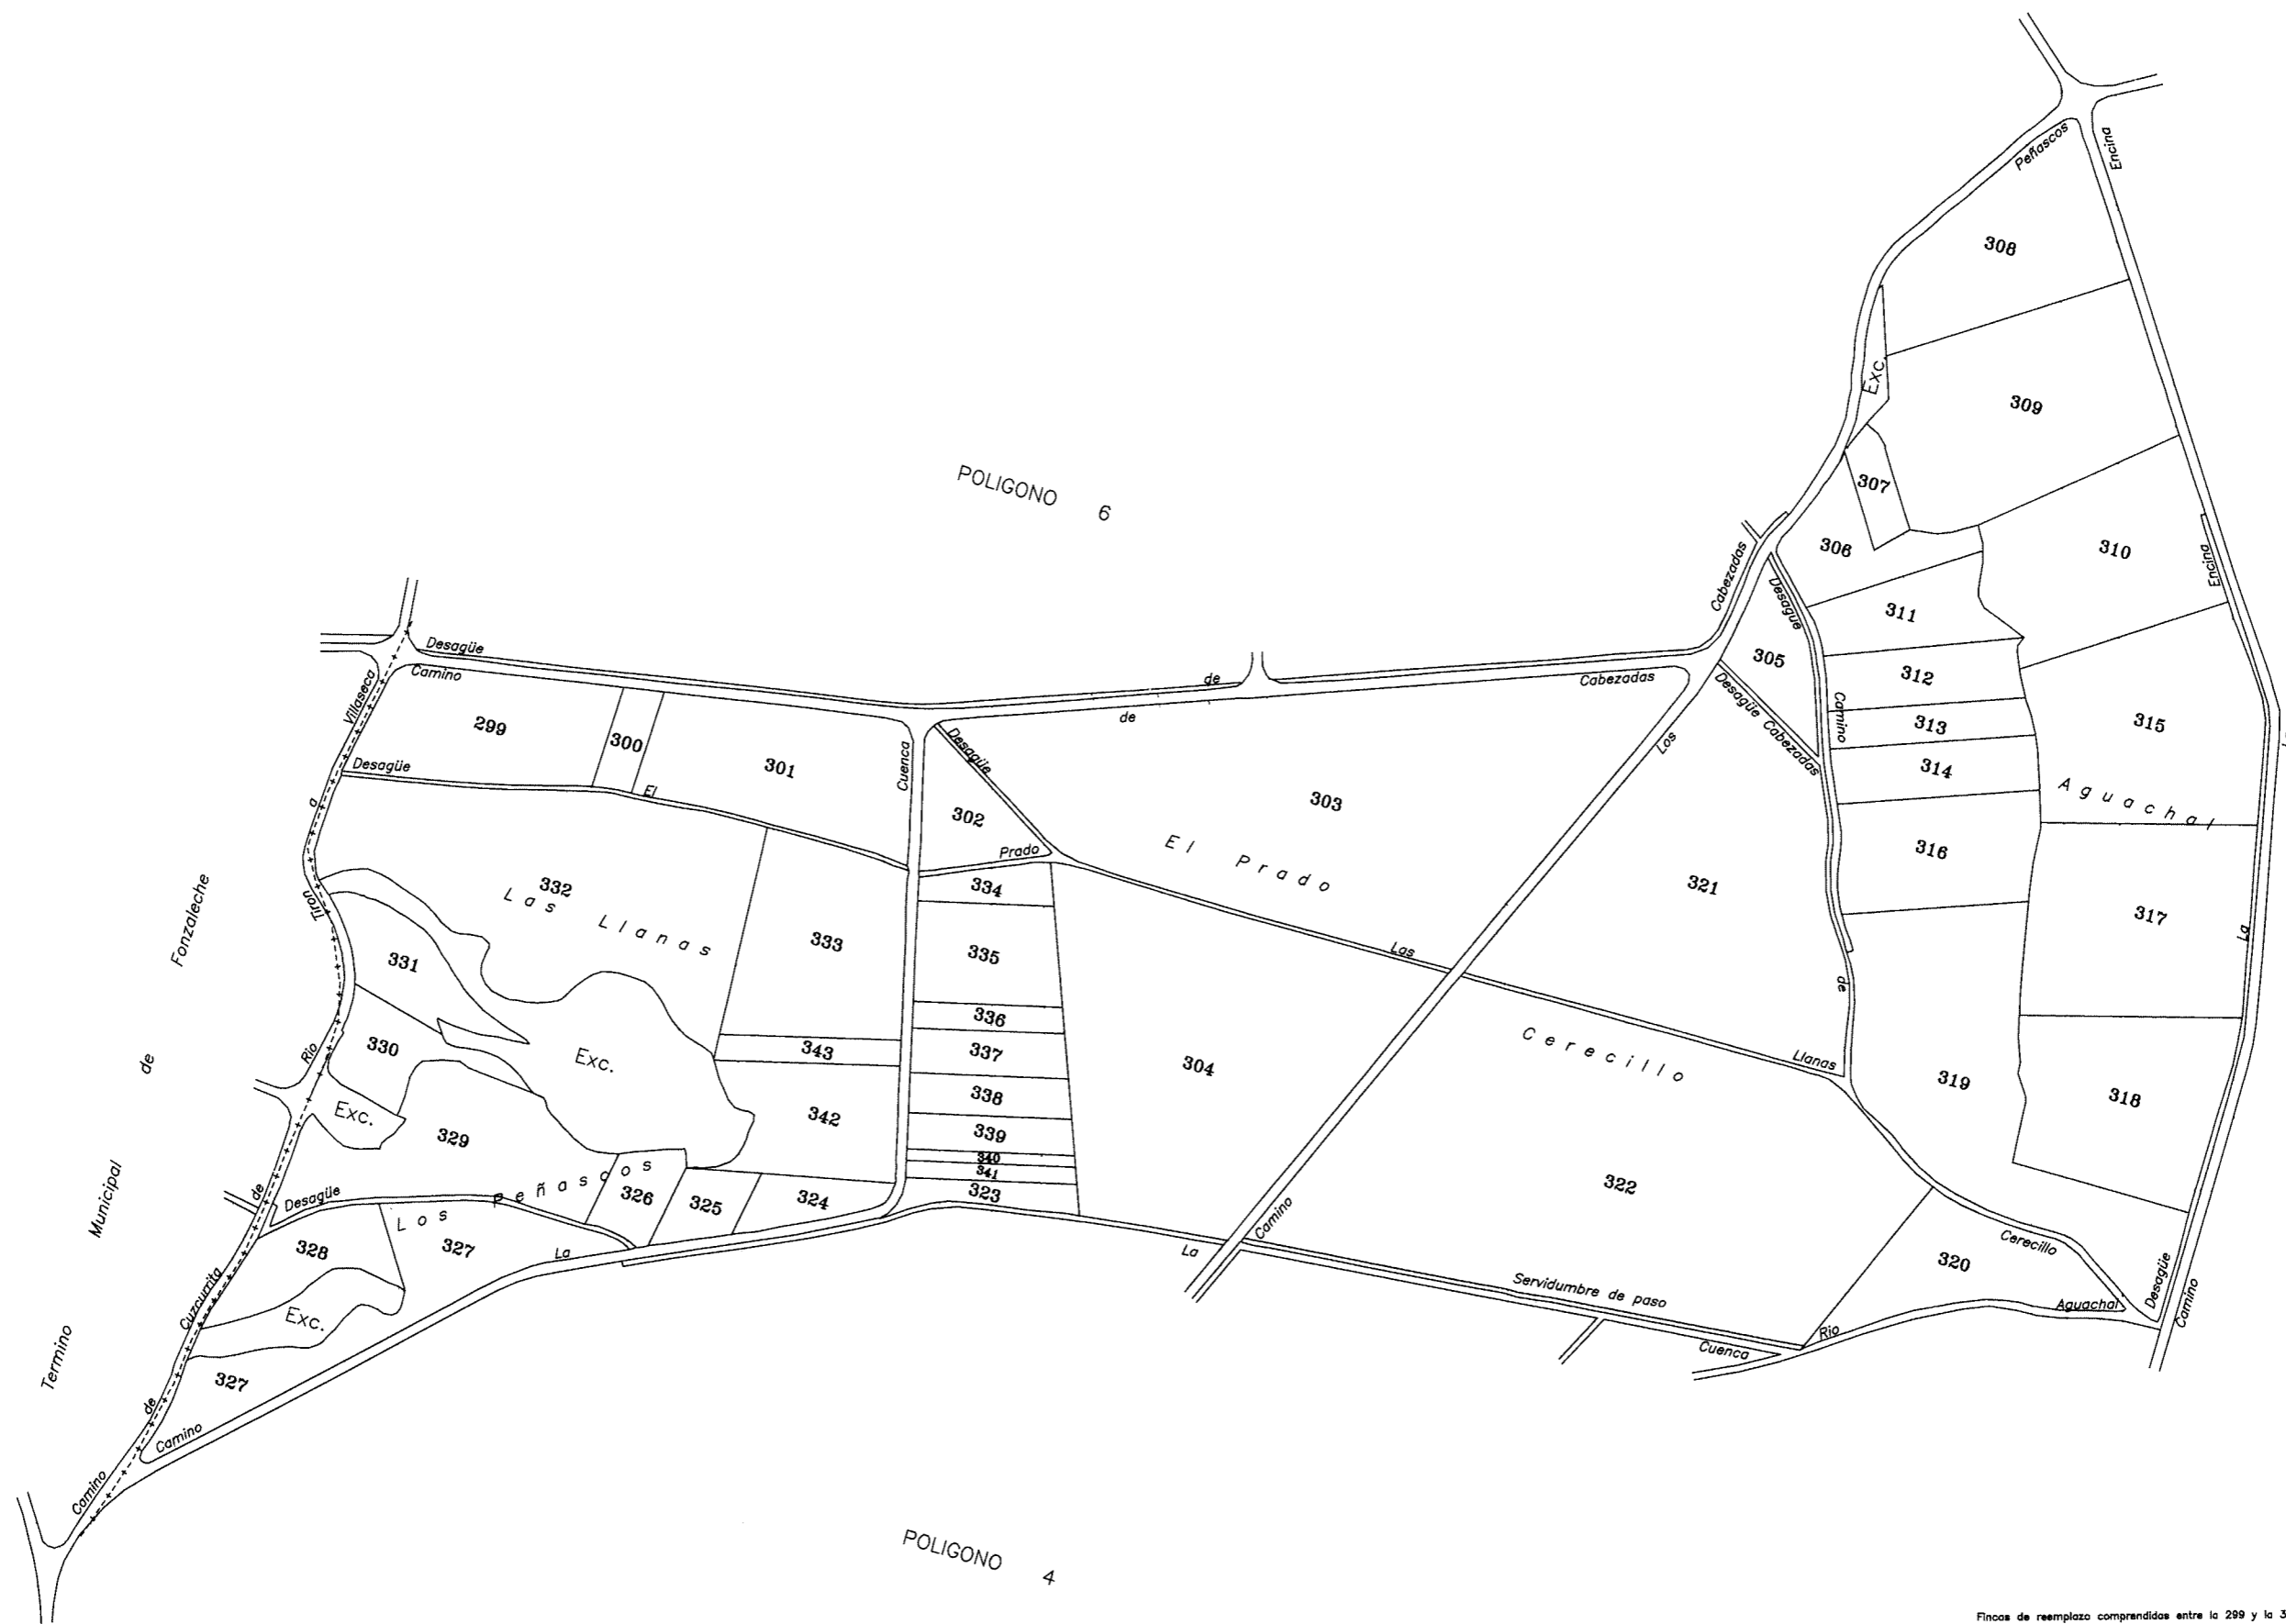 Peñascos
Encina
308
Exc.
309
POLIGONO 6
307
306
310
Encina
Cabezadas
Desagüe
311
Desagüe
Camino
Villaseca
de
Cabezadas
305
312
Desagüe Cabezadas
Camino
299
300
301
Cuenca
Desagüe
de
Los
313
315
314
Desagüe
El
a
302
303
Aguachal
Prado
El Prado
316
332
Las Llanas
334
321
317
Tiron
Fonzaleche
331
333
335
Las
La
de
336
Cerecillo
Rio
330
343
337
304
Llanas
319
Exc.
338
318
Exc.
342
329
339
340
341
Los Peñascos
326
325
324
323
322
de
Desagüe
de
Municipal
Termino
328
327
La
La
Camino
Cerecillo
320
Desagüe
Cuzcurrita
Exc.
Servidumbre de paso
Aguachal
Camino
Rio
Cuenca
327
de
Camino
Camino
POLIGONO 4
Fincas de reemplazo comprendidas entre la 299 y la 3